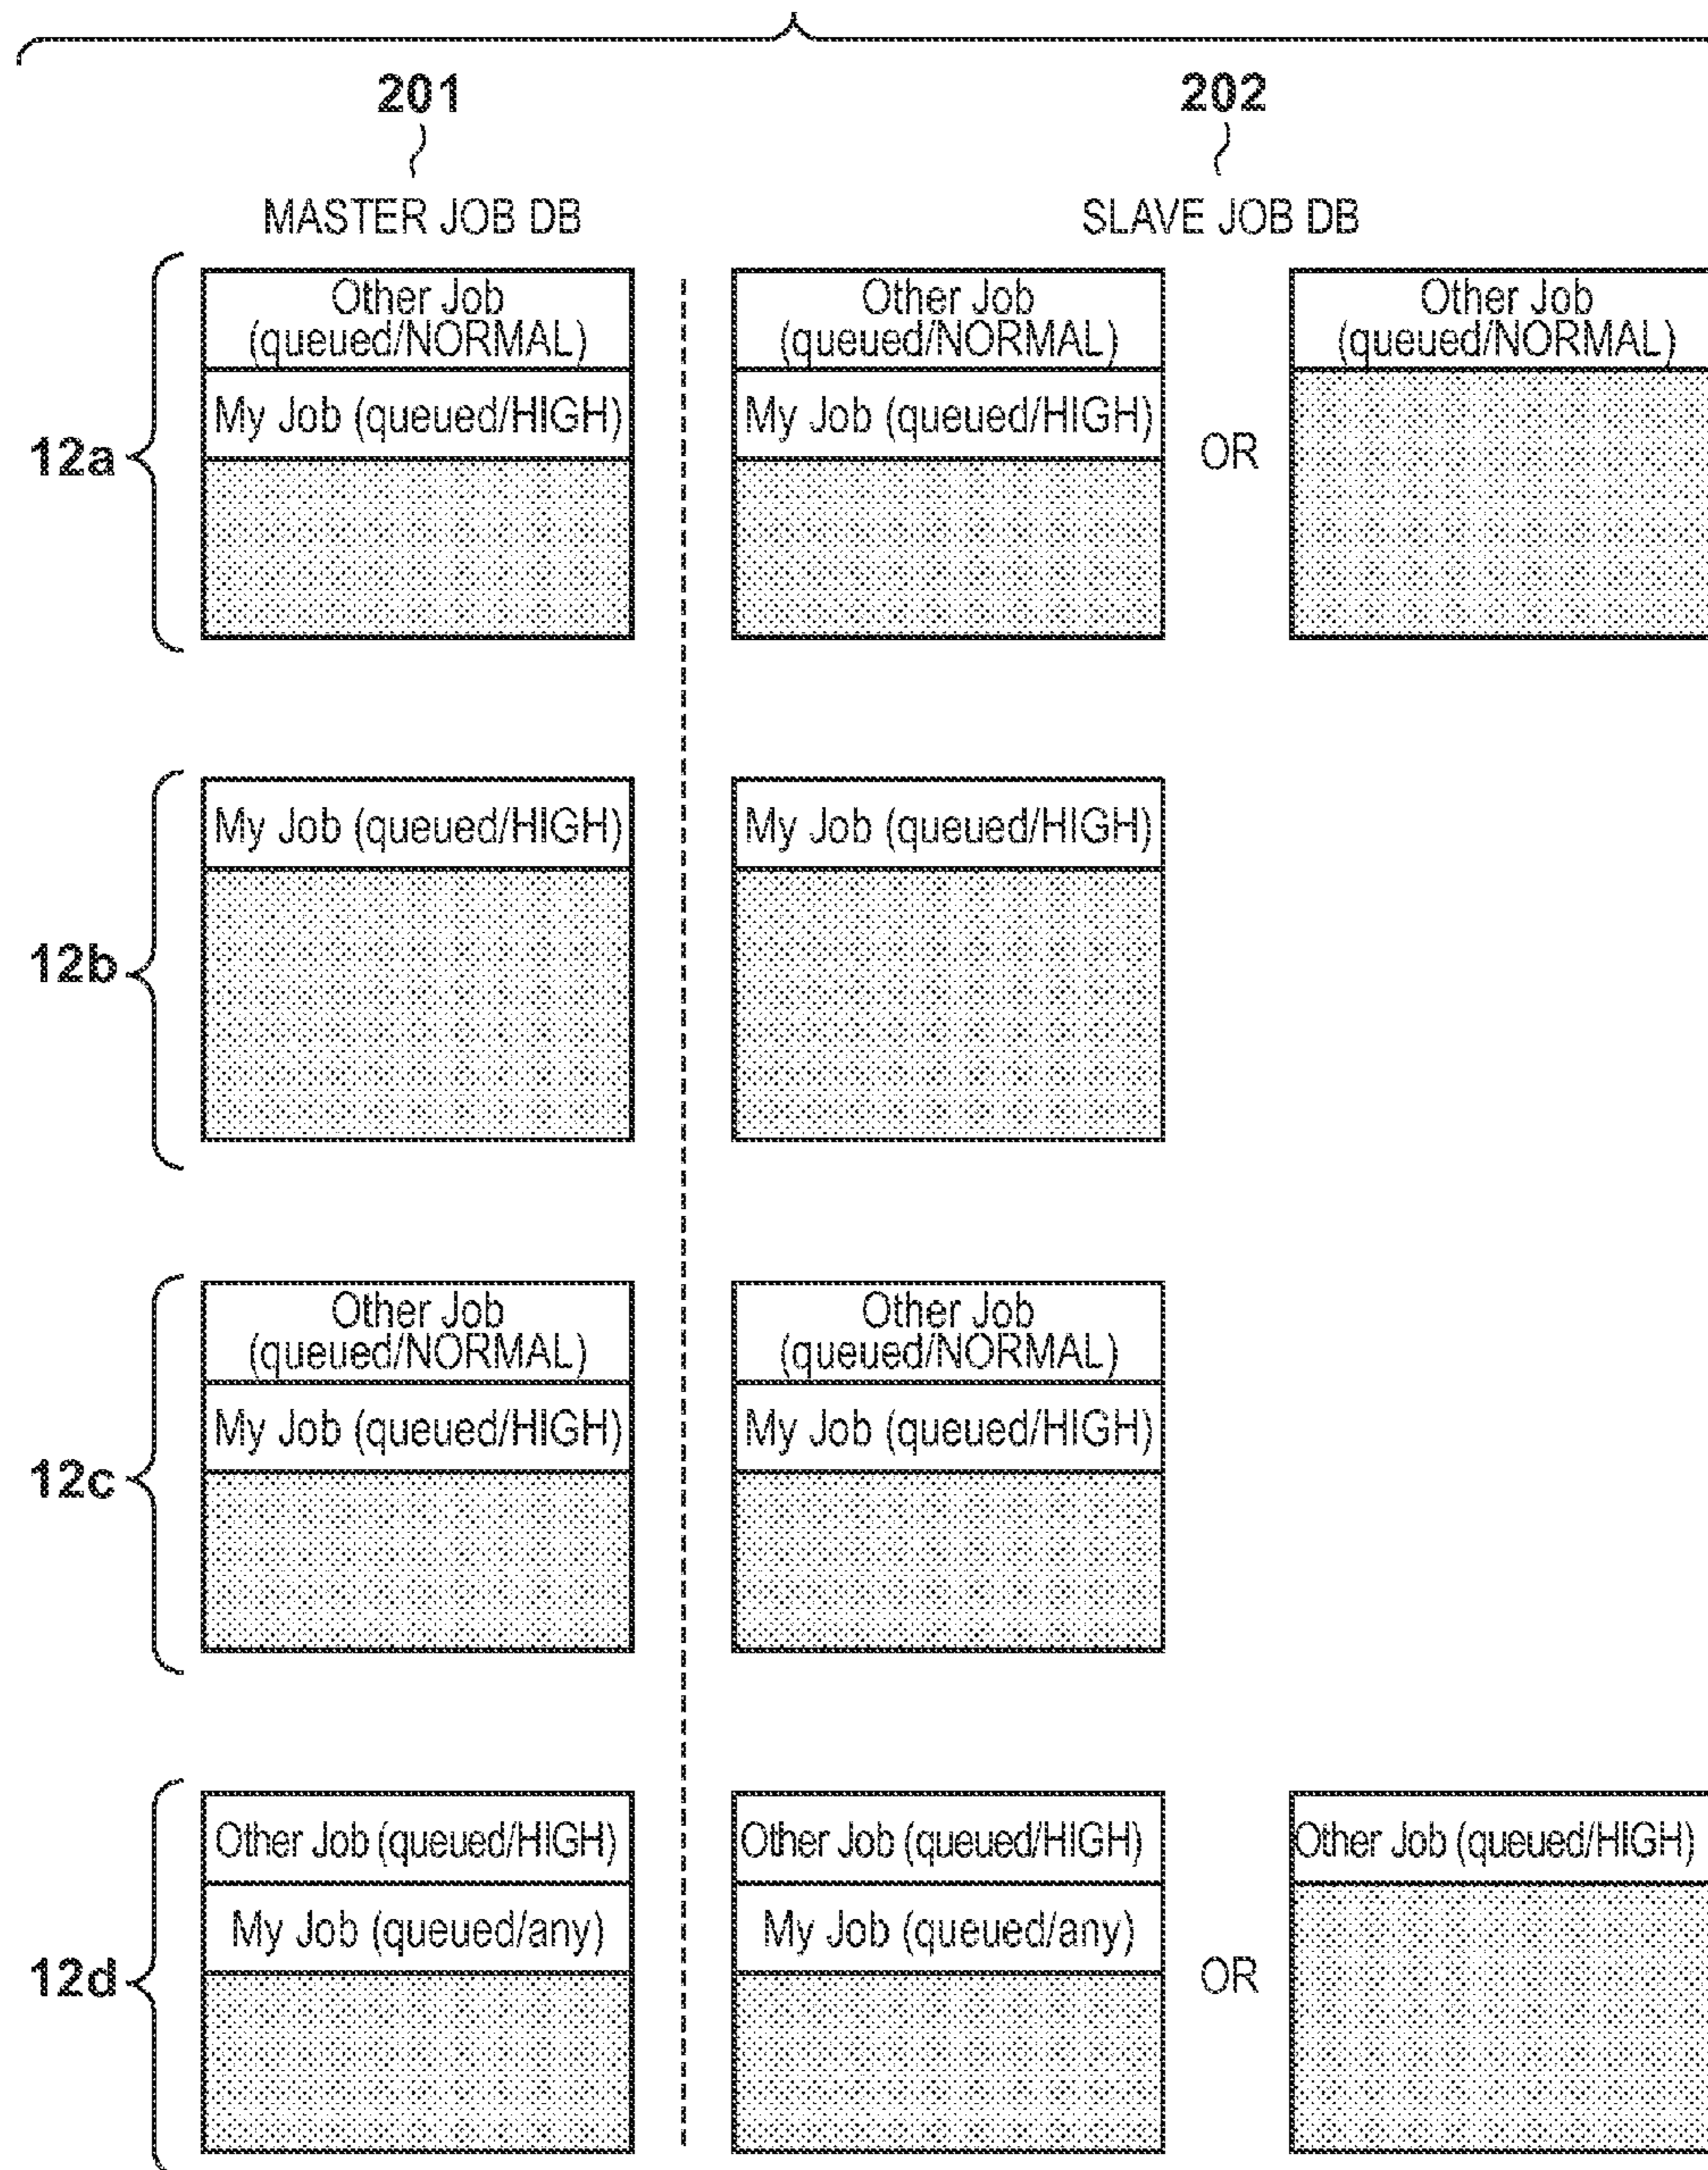 201
202
MASTER JOB DB
SLAVE JOB DB
12a
Other Job
(queued/NORMAL)
My Job (queued/HIGH)
Other Job
(queued/NORMAL)
My Job (queued/HIGH)
OR
Other Job
(queued/NORMAL)
12b
My Job (queued/HIGH)
My Job (queued/HIGH)
12c
Other Job
(queued/NORMAL)
My Job (queued/HIGH)
Other Job
(queued/NORMAL)
My Job (queued/HIGH)
12d
Other Job (queued/HIGH)
My Job (queued/any)
Other Job (queued/HIGH)
My Job (queued/any)
OR
Other Job (queued/HIGH)